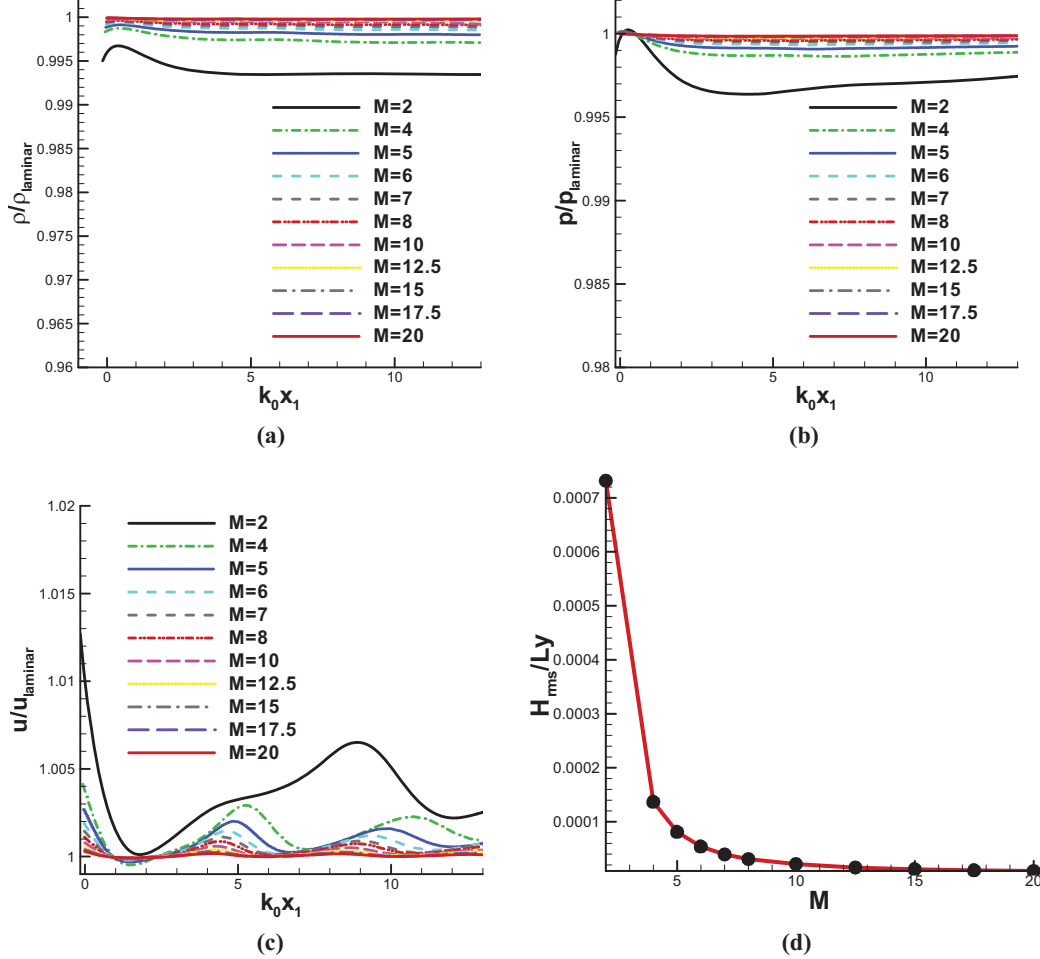 1
0.995
0.99
0.985
0.98
0.975
0.97
0.965
0.96
ρ/ρlaminar
M=2
M=4
M=5
M=6
M=7
M=8
M=10
M=12.5
M=15
M=17.5
M=20
0 5 10
k0x1
(a)
1
0.995
0.99
0.985
0.98
p/plaminar
M=2
M=4
M=5
M=6
M=7
M=8
M=10
M=12.5
M=15
M=17.5
M=20
0 5 10
k0x1
(b)
1.02
1.015
1.01
1.005
1
u/ulaminar
M=2
M=4
M=5
M=6
M=7
M=8
M=10
M=12.5
M=15
M=17.5
M=20
0 5 10
k0x1
(c)
0.0007
0.0006
0.0005
0.0004
0.0003
0.0002
0.0001
Hrms/Ly
5 10 15 20
M
(d)